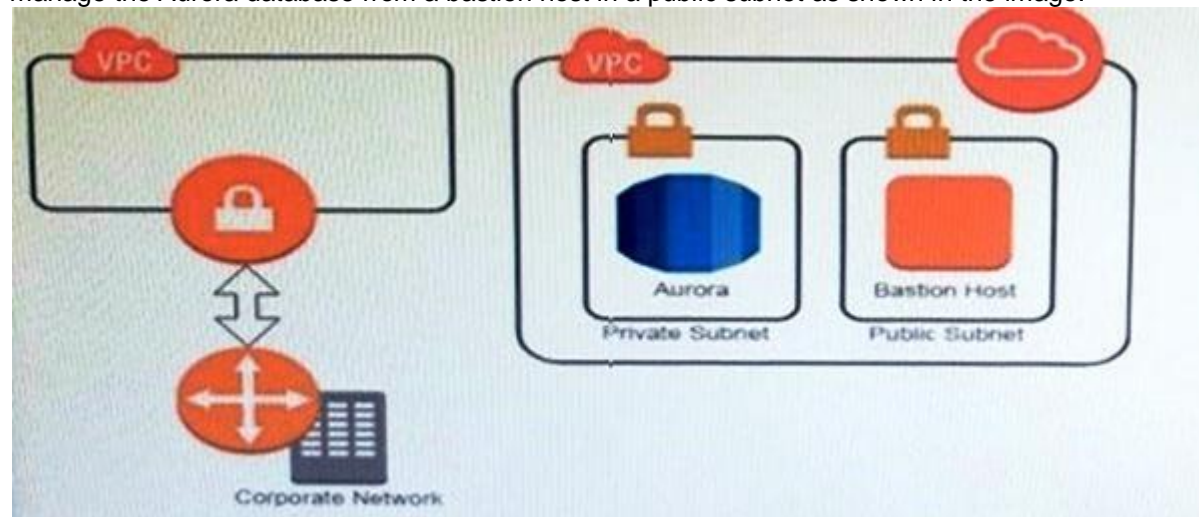 manage the Aurora database from a bastion host in a public subnet as shown in the image.
VPC
VPC
Aurora
Bastion Host
Private Subnet
Public Subnet
Corporate Network